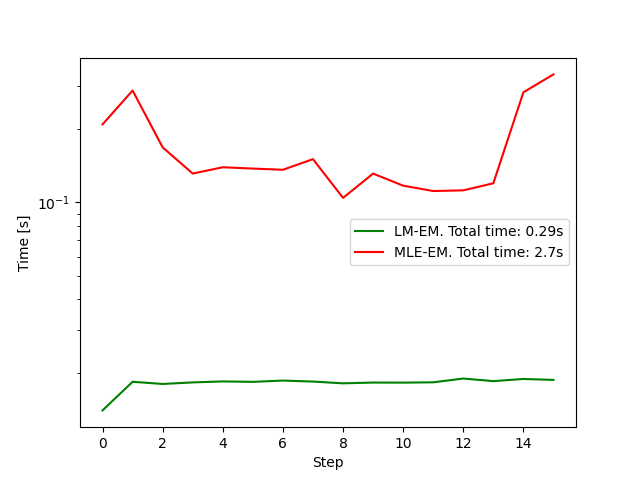 Time [s]
10⁻¹
LM-EM. Total time: 0.29s
MLE-EM. Total time: 2.7s
0 2 4 6 8 10 12 14
Step